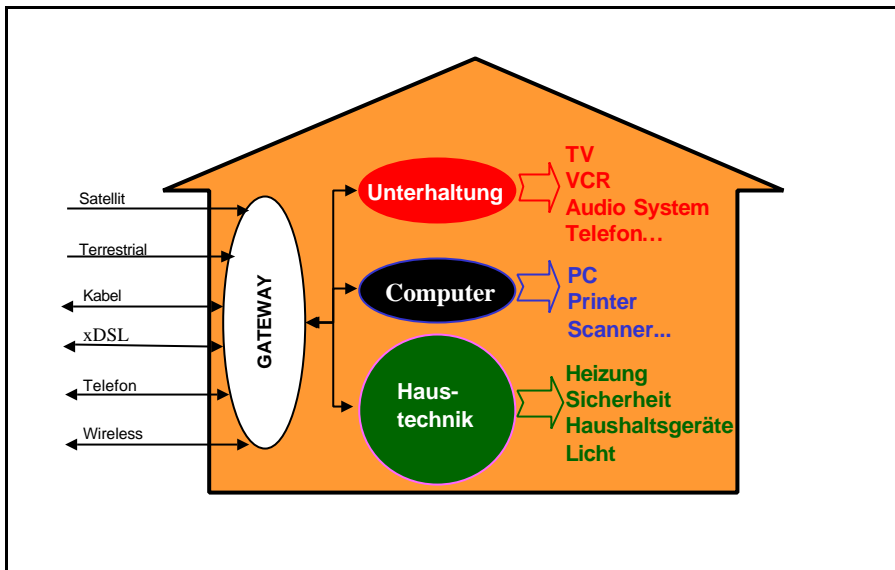 Satellit
Terrestrial
Kabel
xDSL
Telefon
Wireless
GATEWAY
Unterhaltung
TV
VCR
Audio System
Telefon...
Computer
PC
Printer
Scanner...
Haus-
technik
Heizung
Sicherheit
Haushaltsgeräte
Licht